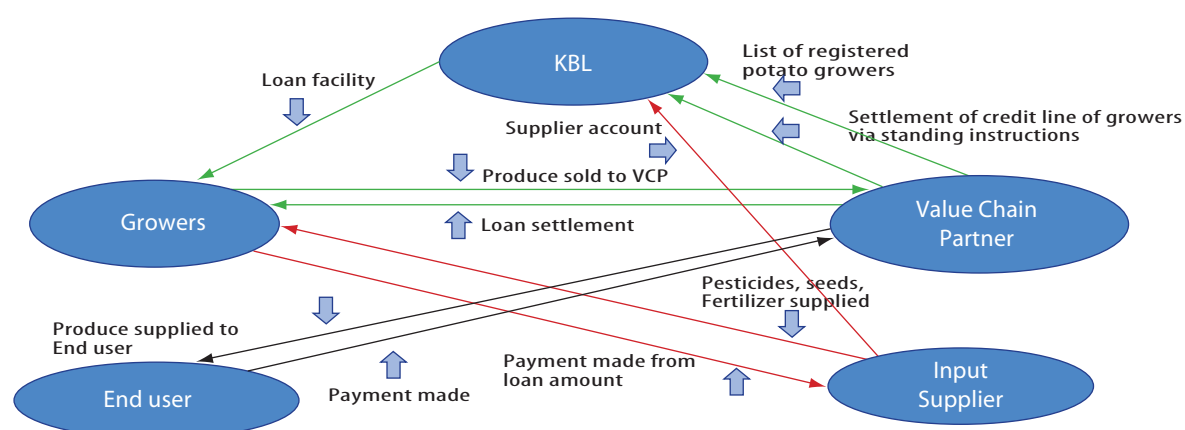 KBL
List of registered
potato growers
Loan facility
Settlement of credit line of growers
via standing instructions
Supplier account
Produce sold to VCP
Growers
Value Chain
Partner
Loan settlement
Pesticides, seeds,
Fertilizer supplied
Produce supplied to
End user
Payment made from
loan amount
Payment made
End user
Input
Supplier